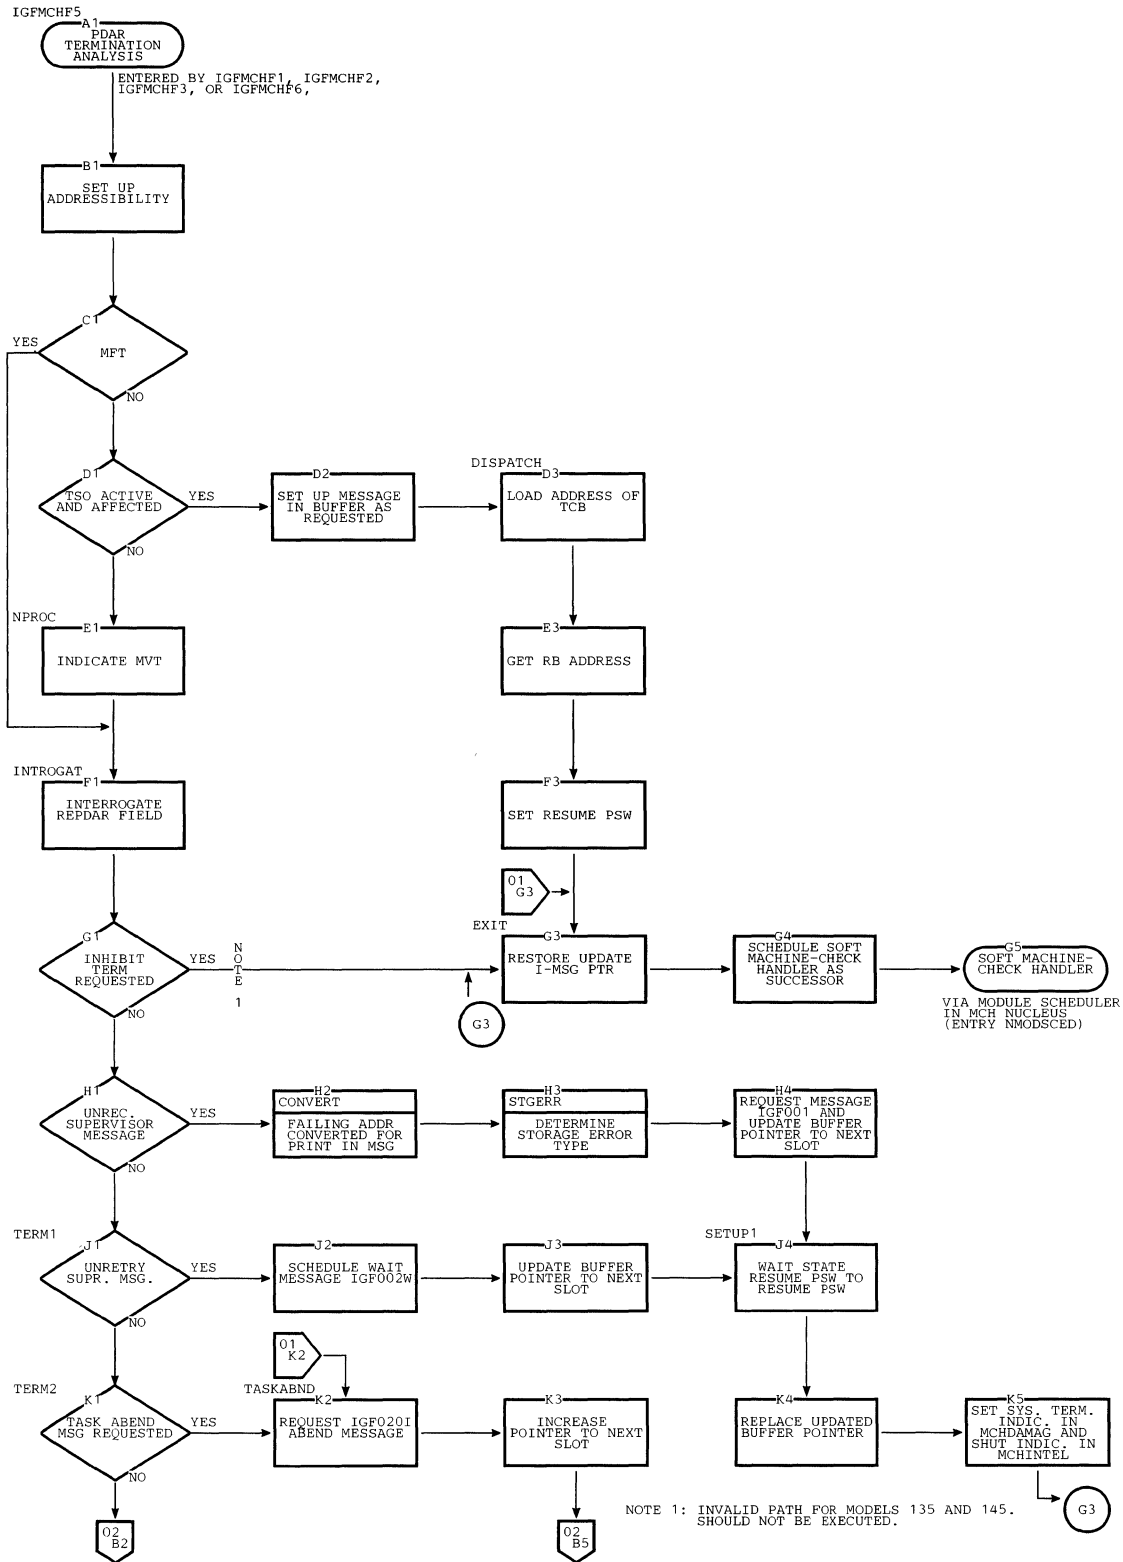 IGFMCHF5
A1
PDAR
TERMINATION
ANALYSIS
ENTERED BY IGFMCHF1, IGFMCHF2,
IGFMCHF3, OR IGFMCHF6,
B1
SET UP
ADDRESSIBILITY
C1
YES
MFT
NO
D1
TSO ACTIVE
AND AFFECTED
YES
NO
D2
SET UP MESSAGE
IN BUFFER AS
REQUESTED
DISPATCH
D3
LOAD ADDRESS OF
TCB
NPROC
E1
INDICATE MVT
E3
GET RB ADDRESS
INTROGAT
F1
INTERROGATE
REPDAR FIELD
F3
SET RESUME PSW
01
G3
EXIT
G1
INHIBIT
TERM
REQUESTED
YES
NO
NOTE 1
G3
RESTORE UPDATE
I-MSG PTR
G3
G4
SCHEDULE SOFT
MACHINE-CHECK
HANDLER AS
SUCCESSOR
G5
SOFT MACHINE-
CHECK HANDLER
VIA MODULE SCHEDULER
IN MCH NUCLEUS
(ENTRY NMODSCED)
H1
UNREC.
SUPERVISOR
MESSAGE
YES
NO
H2
CONVERT
FAILING ADDR
CONVERTED FOR
PRINT IN MSG
H3
STGERR
DETERMINE
STORAGE ERROR
TYPE
H4
REQUEST MESSAGE
IGF001 AND
UPDATE BUFFER
POINTER TO NEXT
SLOT
TERM1
J1
UNRETRY
SUPR. MSG.
YES
NO
J2
SCHEDULE WAIT
MESSAGE IGF002W
J3
UPDATE BUFFER
POINTER TO NEXT
SLOT
SETUP1
J4
WAIT STATE
RESUME PSW TO
RESUME PSW
01
K2
TERM2
K1
TASK ABEND
MSG REQUESTED
YES
NO
TASKABND
K2
REQUEST IGF020I
ABEND MESSAGE
K3
INCREASE
POINTER TO NEXT
SLOT
K4
REPLACE UPDATED
BUFFER POINTER
K5
SET SYS. TERM.
INDIC. IN
MCHDAMAG AND
SHUT INDIC. IN
MCHINTEL
G3
02
B2
02
B5
NOTE 1: INVALID PATH FOR MODELS 135 AND 145.
SHOULD NOT BE EXECUTED.